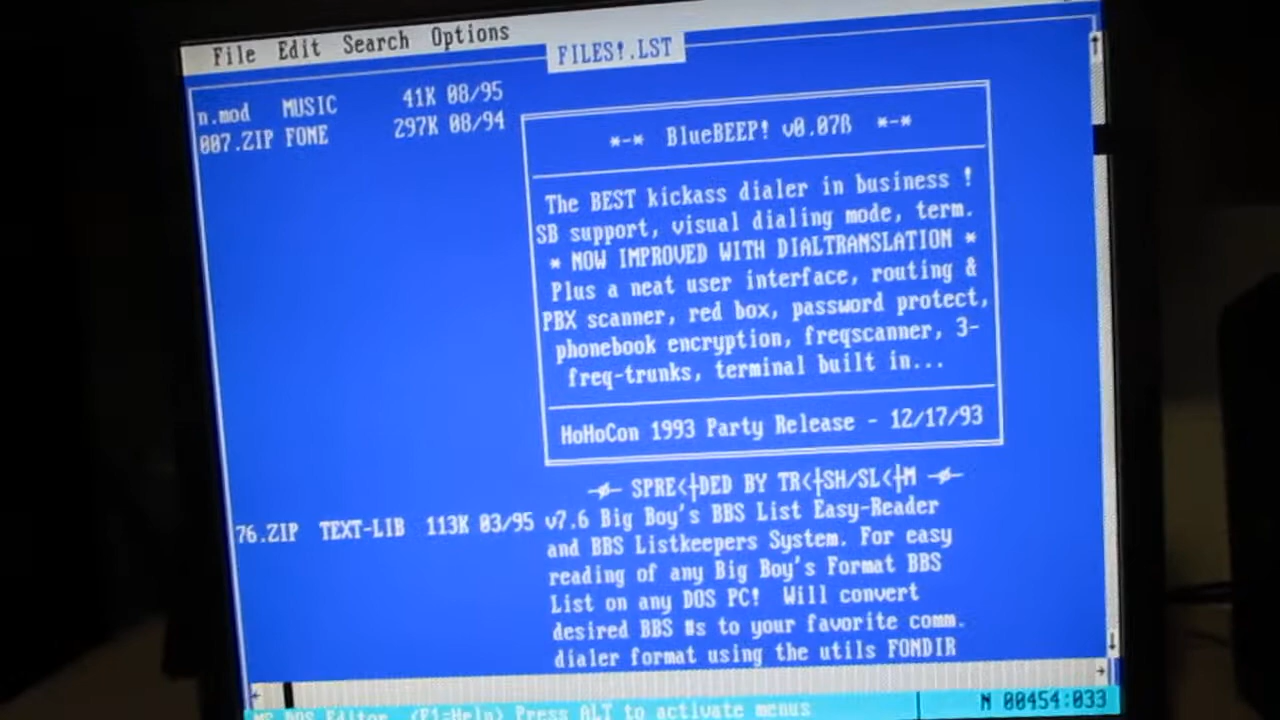 File Edit Search Options
FILES!.LST
n.mod MUSIC 41K 08/95
007.ZIP FONE 297K 08/94
*-* BlueBEEP! v0.07ß *-*
The BEST kickass dialer in business !
SB support, visual dialing mode, term.
* NOW IMPROVED WITH DIALTRANSLATION *
Plus a neat user interface, routing &
PBX scanner, red box, password protect,
phonebook encryption, freqscanner, 3-
freq-trunks, terminal built in...
HoHoCon 1993 Party Release - 12/17/93
SPRE<┼DED BY TR<┼SH/SL<┼M
76.ZIP TEXT-LIB 113K 03/95 v7.6 Big Boy's BBS List Easy-Reader
and BBS Listkeepers System. For easy
reading of any Big Boy's Format BBS
List on any DOS PC! Will convert
desired BBS #s to your favorite comm.
dialer format using the utils FONDIR
MS-DOS Editor <F1=Help> Press ALT to activate menus
N 00454:033